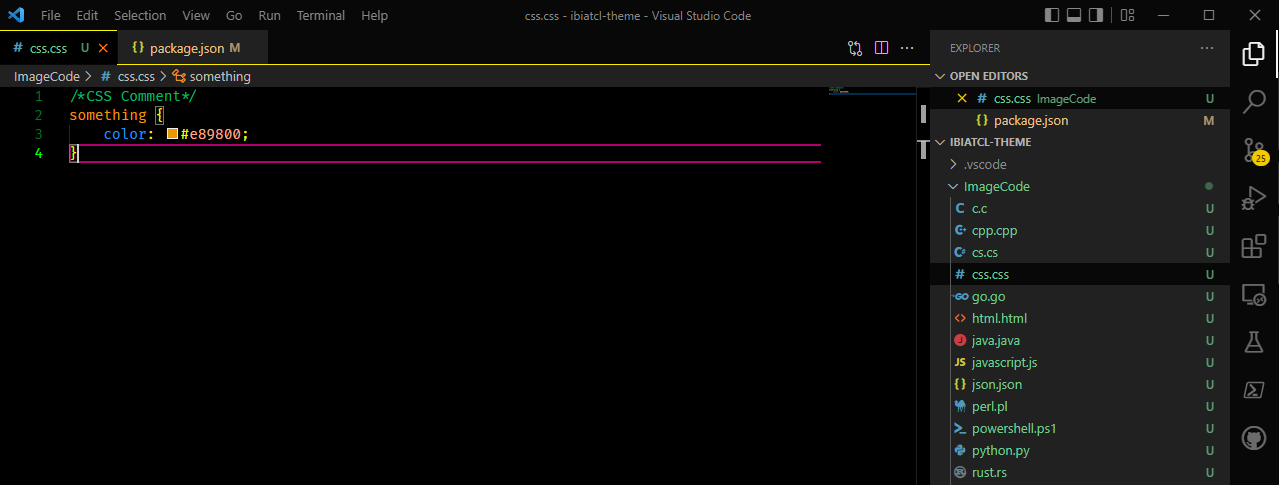 File Edit Selection View Go Run Terminal Help css.css - ibiatcl-theme - Visual Studio Code
# css.css U {} package.json M
ImageCode > # css.css > something
1 /*CSS Comment*/
2 something {
3 color: #e89800;
4 }
EXPLORER
OPEN EDITORS
# css.css ImageCode U
{} package.json M
IBIATCL-THEME
.vscode
ImageCode
C c.c U
C+ cpp.cpp U
C# cs.cs U
# css.css U
GO go.go U
<> html.html U
J java.java U
JS javascript.js U
{} json.json U
perl.pl U
powershell.ps1 U
python.py U
rust.rs U
25